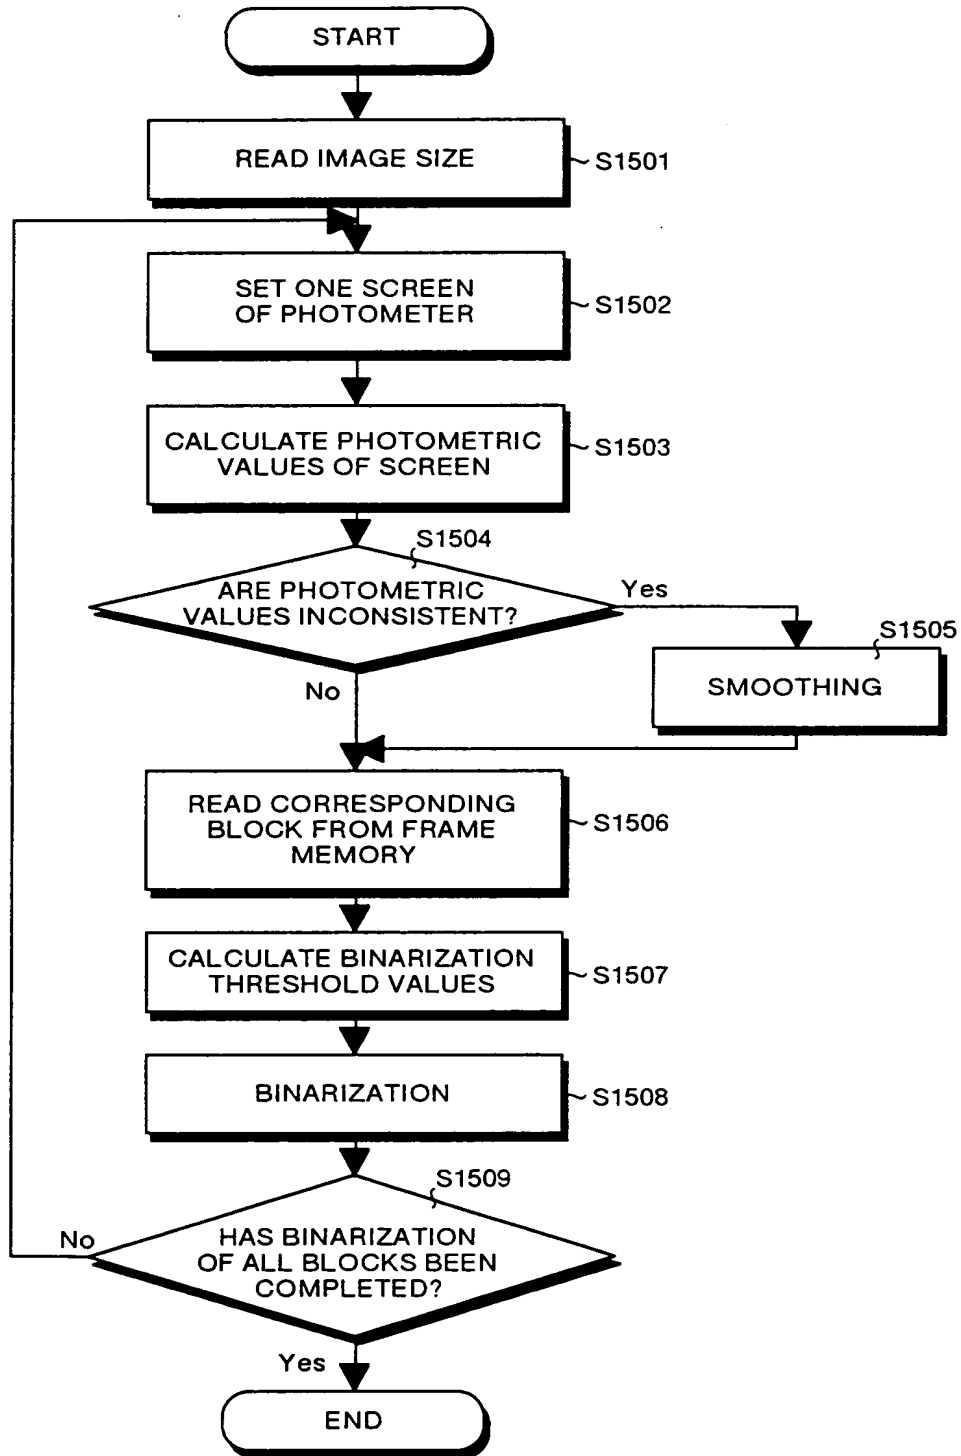 START
READ IMAGE SIZE
S1501
SET ONE SCREEN
OF PHOTOMETER
S1502
CALCULATE PHOTOMETRIC
VALUES OF SCREEN
S1503
S1504
ARE PHOTOMETRIC
VALUES INCONSISTENT?
Yes
S1505
SMOOTHING
No
READ CORRESPONDING
BLOCK FROM FRAME
MEMORY
S1506
CALCULATE BINARIZATION
THRESHOLD VALUES
S1507
BINARIZATION
S1508
S1509
HAS BINARIZATION
OF ALL BLOCKS BEEN
COMPLETED?
No
Yes
END